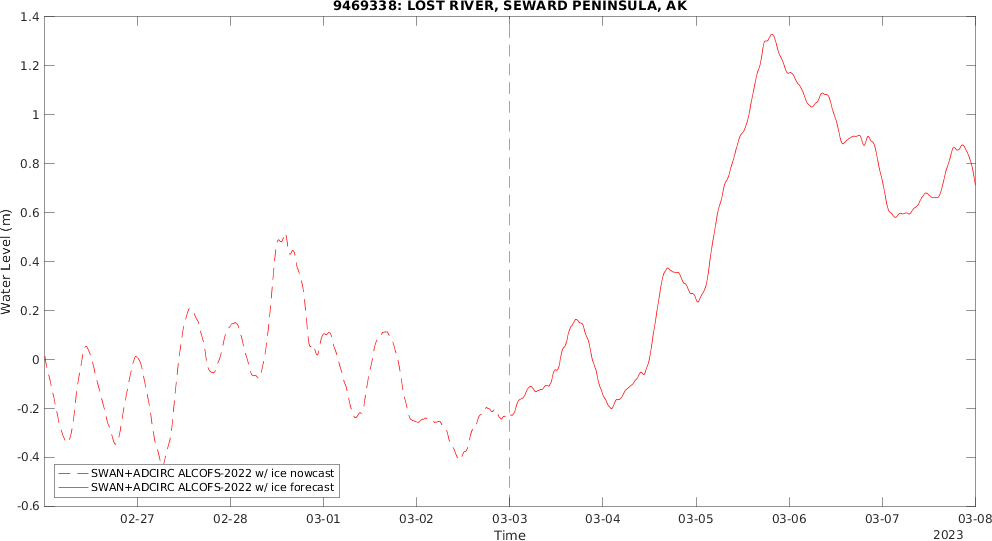 9469338: LOST RIVER, SEWARD PENINSULA, AK
1.4
1.2
1
0.8
0.6
0.4
0.2
0
-0.2
-0.4
-0.6
Water Level (m)
SWAN+ADCIRC ALCOFS-2022 w/ ice nowcast
SWAN+ADCIRC ALCOFS-2022 w/ ice forecast
02-27 02-28 03-01 03-02 03-03 03-04 03-05 03-06 03-07 03-08
Time
2023